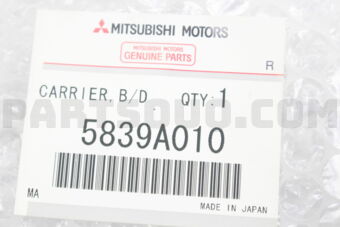 MITSUBISHI MOTORS
MITSUBISHI MOTORS
GENUINE PARTS
R
CARRIER, B/D QTY:1
5839A010
MA
MADE IN JAPAN